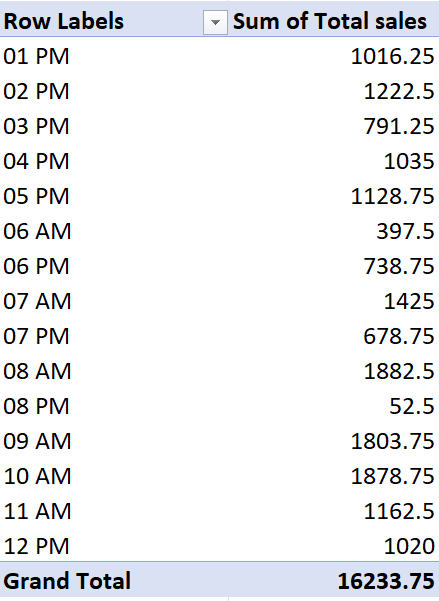 Row Labels Sum of Total sales
01 PM 1016.25
02 PM 1222.5
03 PM 791.25
04 PM 1035
05 PM 1128.75
06 AM 397.5
06 PM 738.75
07 AM 1425
07 PM 678.75
08 AM 1882.5
08 PM 52.5
09 AM 1803.75
10 AM 1878.75
11 AM 1162.5
12 PM 1020
Grand Total 16233.75